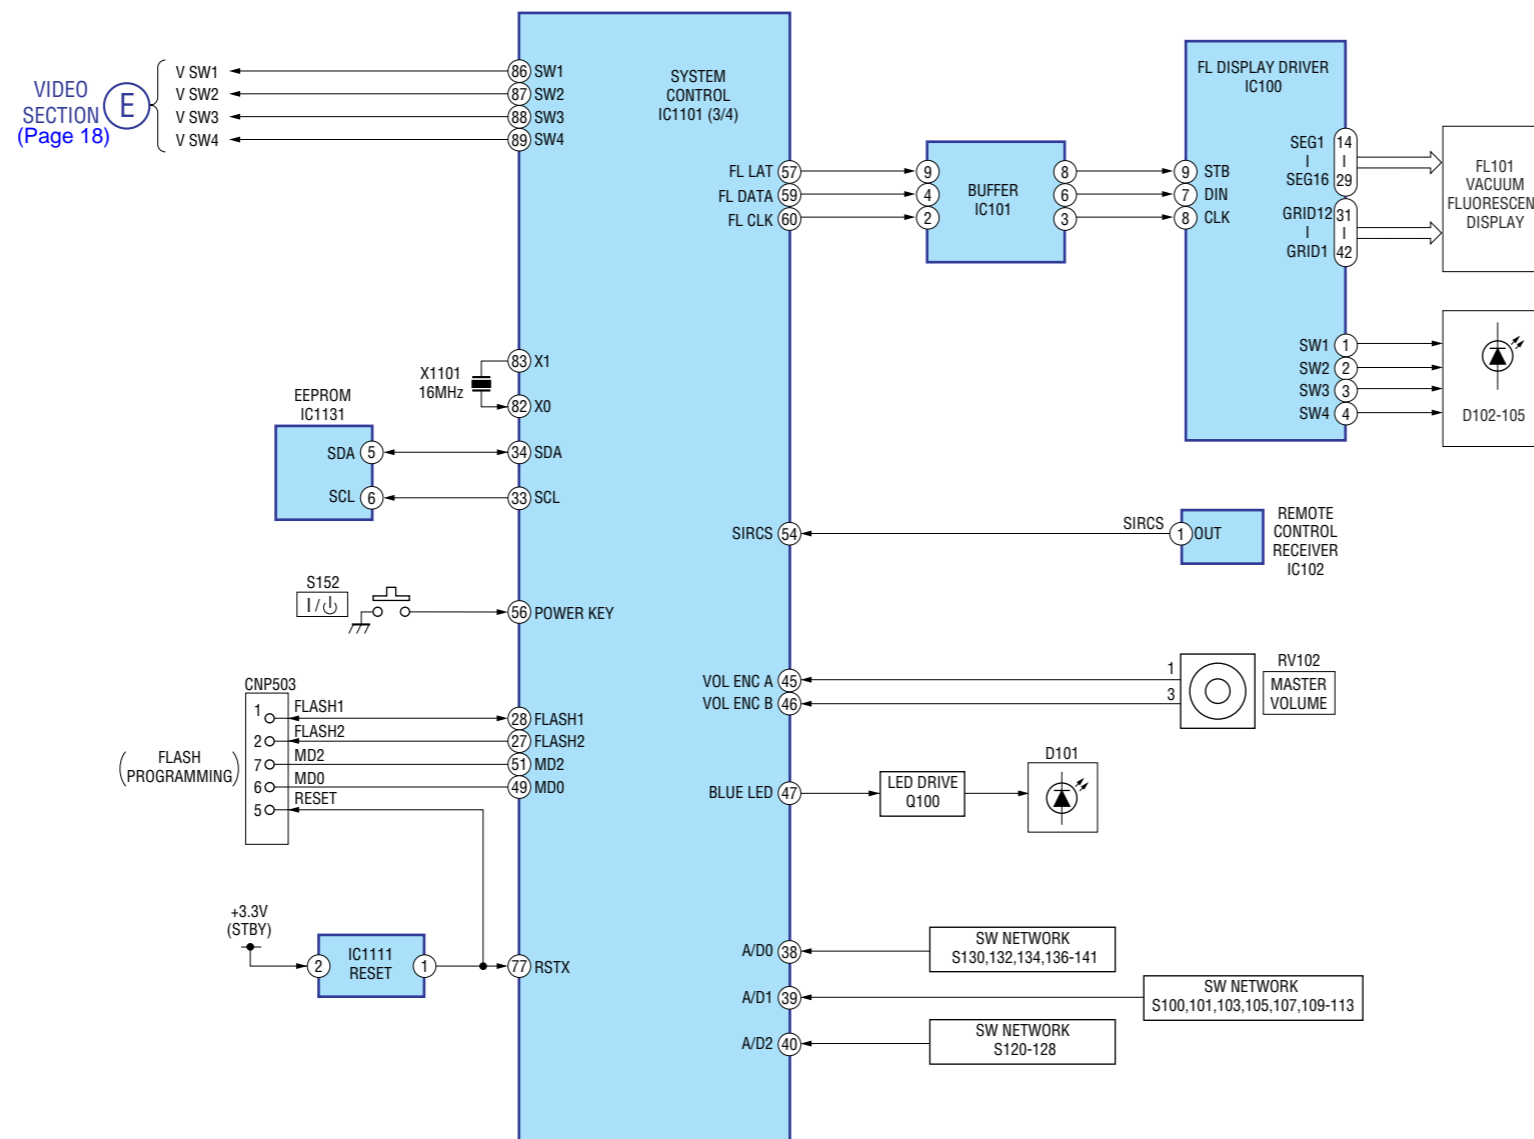 VIDEO
SECTION
(Page 18)
E
V SW1
V SW2
V SW3
V SW4
86 SW1
87 SW2
88 SW3
89 SW4
SYSTEM
CONTROL
IC1101 (3/4)
FL LAT 57
FL DATA 59
FL CLK 60
9
4
2
BUFFER
IC101
8
6
3
FL DISPLAY DRIVER
IC100
9 STB
7 DIN
8 CLK
SEG1 14
I I
SEG16 29
GRID12 31
I I
GRID1 42
FL101
VACUUM
FLUORESCEN
DISPLAY
SW1 1
SW2 2
SW3 3
SW4 4
D102-105
X1101
16MHz
83 X1
82 X0
EEPROM
IC1131
SDA 5
SCL 6
34 SDA
33 SCL
SIRCS 54
SIRCS
1 OUT
REMOTE
CONTROL
RECEIVER
IC102
S152
I /
56 POWER KEY
VOL ENC A 45
VOL ENC B 46
1
3
RV102
MASTER
VOLUME
CNP503
(FLASH
PROGRAMMING)
1 FLASH1
2 FLASH2
7 MD2
6 MD0
5 RESET
28 FLASH1
27 FLASH2
51 MD2
49 MD0
BLUE LED 47
LED DRIVE
Q100
D101
+3.3V
(STBY)
2
IC1111
RESET
1
77 RSTX
A/D0 38
SW NETWORK
S130,132,134,136-141
A/D1 39
SW NETWORK
S100,101,103,105,107,109-113
A/D2 40
SW NETWORK
S120-128